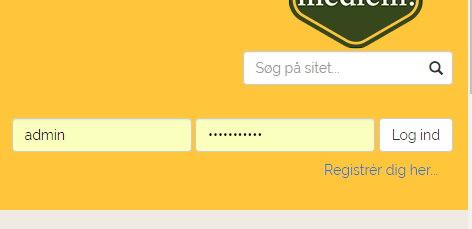 medlem!
Søg på sitet...
admin
•••••••••••
Log ind
Registrér dig her...